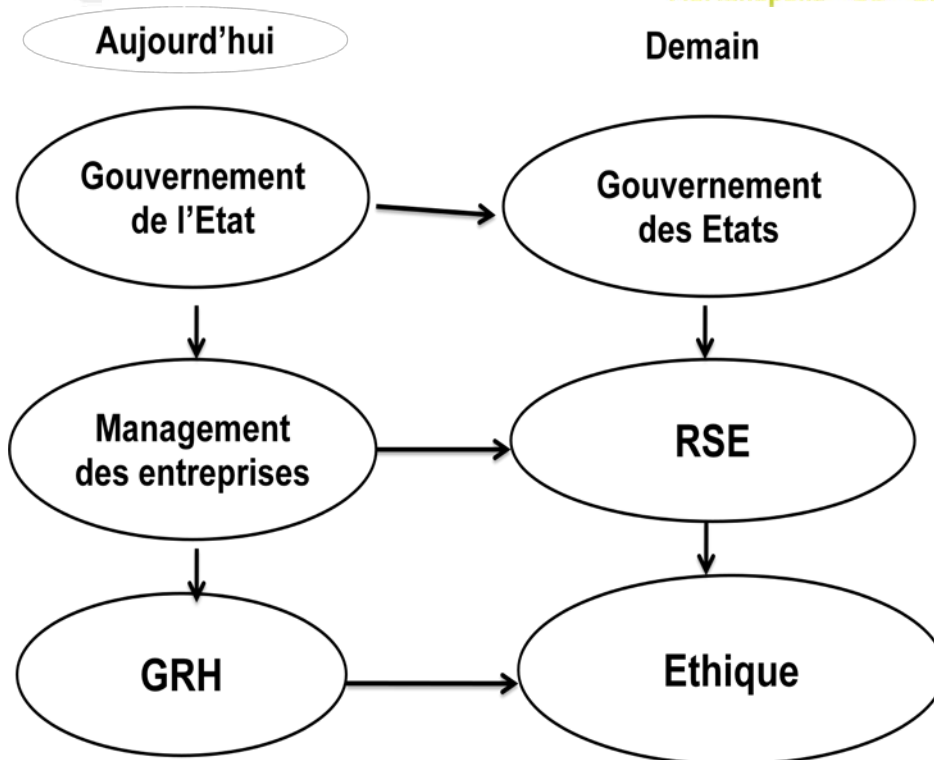 Aujourd’hui
Demain
Gouvernement
de l’Etat
Gouvernement
des Etats
Management
des entreprises
RSE
GRH
Ethique